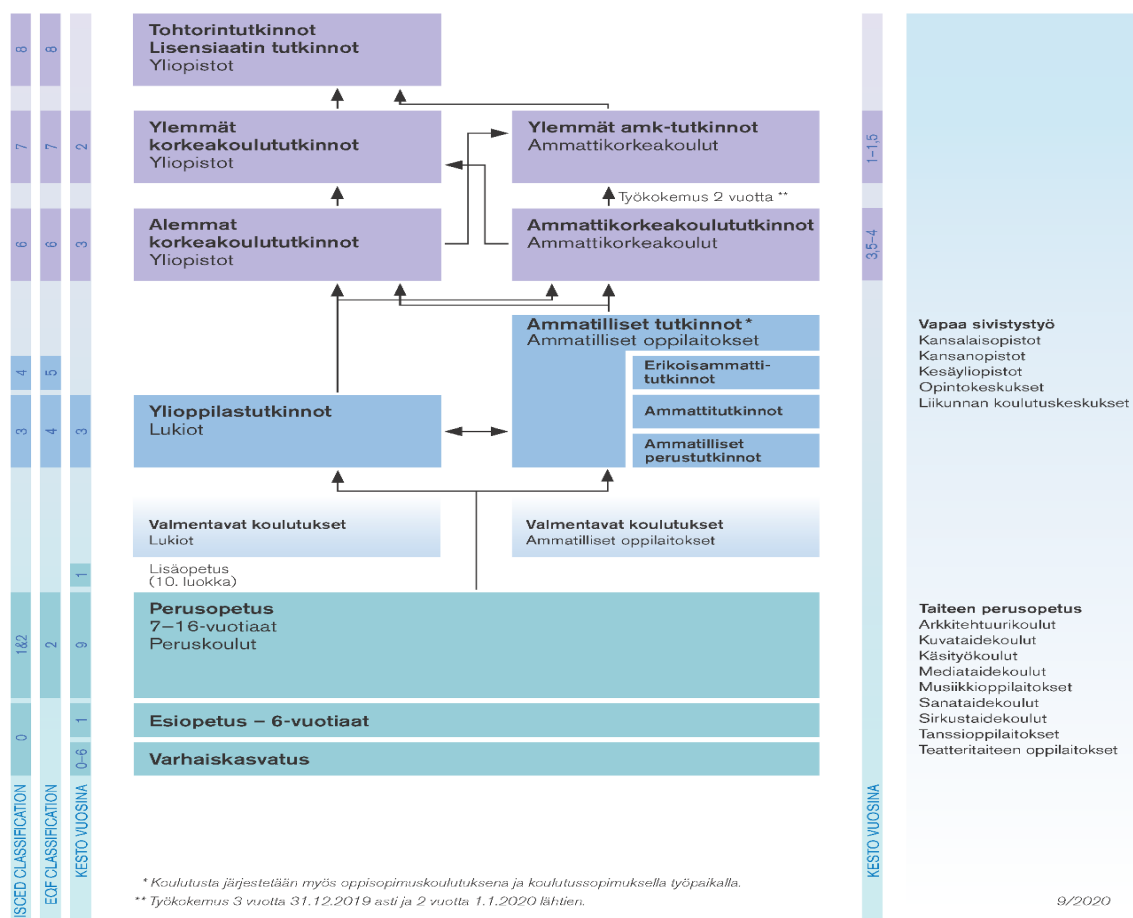 8
8
Tohtorintutkinnot
Lisensiaatin tutkinnot
Yliopistot
7
7
2
Ylemmät
korkeakoulututkinnot
Yliopistot
Ylemmät amk-tutkinnot
Ammattikorkeakoulut
1–1,5
Työkokemus 2 vuotta **
6
6
3
Alemmat
korkeakoulututkinnot
Yliopistot
Ammattikorkeakoulututkinnot
Ammattikorkeakoulut
3,5–4
Ammatilliset tutkinnot *
Ammatilliset oppilaitokset
4
5
Erikoisammatti-
tutkinnot
3
4
3
Ylioppilastutkinnot
Lukiot
Ammattitutkinnot
Ammatilliset
perustutkinnot
Valmentavat koulutukset
Lukiot
Valmentavat koulutukset
Ammatilliset oppilaitokset
1
Lisäopetus
(10. luokka)
1&2
2
9
Perusopetus
7–16-vuotiaat
Peruskoulut
0
1
Esiopetus – 6-vuotiaat
0–6
Varhaiskasvatus
ISCED CLASSIFICATION
EQF CLASSIFICATION
KESTO VUOSINA
KESTO VUOSINA
Vapaa sivistystyö
Kansalaisopistot
Kansanopistot
Kesäyliopistot
Opintokeskukset
Liikunnan koulutuskeskukset
Taiteen perusopetus
Arkkitehtuurikoulut
Kuvataidekoulut
Käsityökoulut
Mediataidekoulut
Musiikkioppilaitokset
Sanataidekoulut
Sirkustaidekoulut
Tanssioppilaitokset
Teatteritaiteen oppilaitokset
* Koulutusta järjestetään myös oppisopimuskoulutuksena ja koulutussopimuksella työpaikalla.
** Työkokemus 3 vuotta 31.12.2019 asti ja 2 vuotta 1.1.2020 lähtien.
9/2020